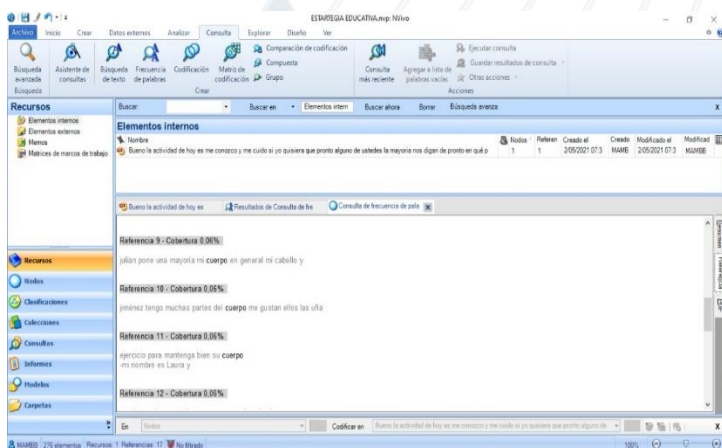 ESTARTEGIA EDUCATIVA.nvp: NVivo
Archivo Inicio Crear Datos externos Analizar Consulta Explorar Diseño Ver
Búsqueda avanzada
Asistente de consultas
Búsqueda de texto
Frecuencia de palabras
Codificación
Matriz de codificación
Comparación de codificación
Compuesta
Grupo
Consulta más reciente
Agregar a lista de palabras vacías
Ejecutar consulta
Guardar resultados de consulta
Otras acciones
Búsqueda Crear Acciones
Recursos
Buscar Buscar en Elementos intern Buscar ahora Borrar Búsqueda avanza
Elementos internos
Elementos externos
Memos
Matrices de marcos de trabajo
Elementos internos
Nombre Nodos Referen Creado el Creado Modificado el Modificad
Bueno la actividad de hoy es me conozco y me cuido si yo quisiera que pronto alguno de ustedes la mayoria nos digan de pronto en qué p 1 1 2/05/2021 07:3 MAMB 2/05/2021 07:3 MAMBB
Bueno la actividad de hoy es Resultados de Consulta de fre Consulta de frecuencia de pala
Referencia 9 - Cobertura 0,06%
julian pone una mayoría mi cuerpo en general mi cabello y
Referencia 10 - Cobertura 0,06%
jiménez tengo muchas partes del cuerpo me gustan ellos las uña
Referencia 11 - Cobertura 0,06%
ejercicio para mantenga bien su cuerpo
-mi nombre es Laura y
Referencia 12 - Cobertura 0,06%
Recursos
Nodos
Clasificaciones
Colecciones
Consultas
Informes
Modelos
Carpetas
En Nodos Codificar en Bueno la actividad de hoy es me conozco y me cuido si yo quisiera que pronto alguno de
MAMBB 276 elementos Recursos: 1 Referencias: 17 No filtrado 100%